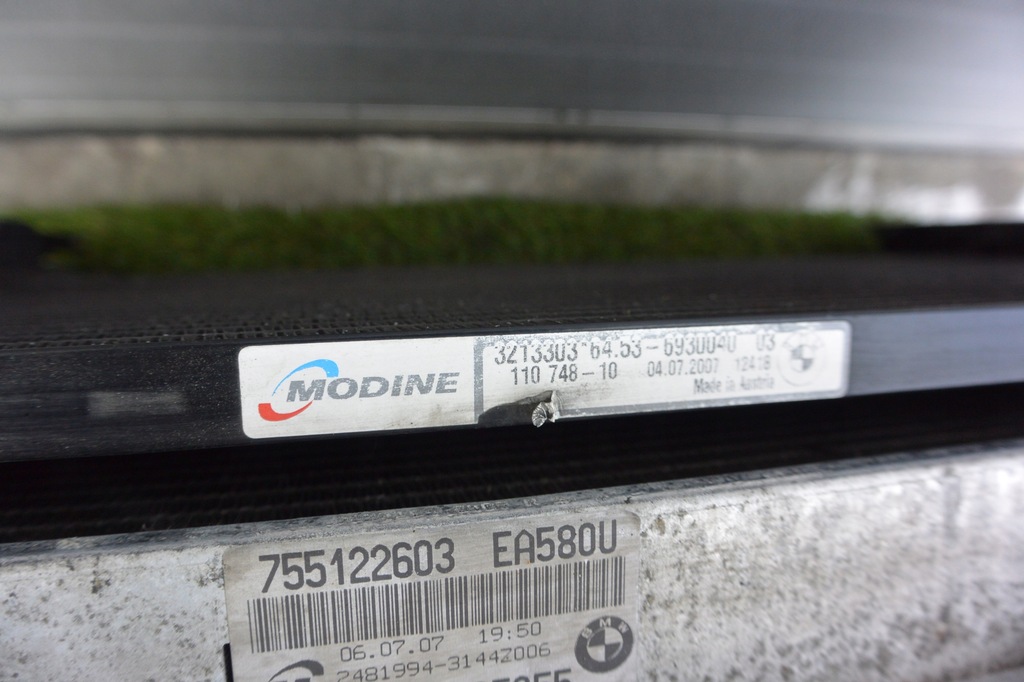 MODINE
3213303 64.53-6930040 03
110 748-10 04.07.2007 12418
Made in Austria
755122603 EA580U
06.07.07 19:50
BMW
2481994-31442006